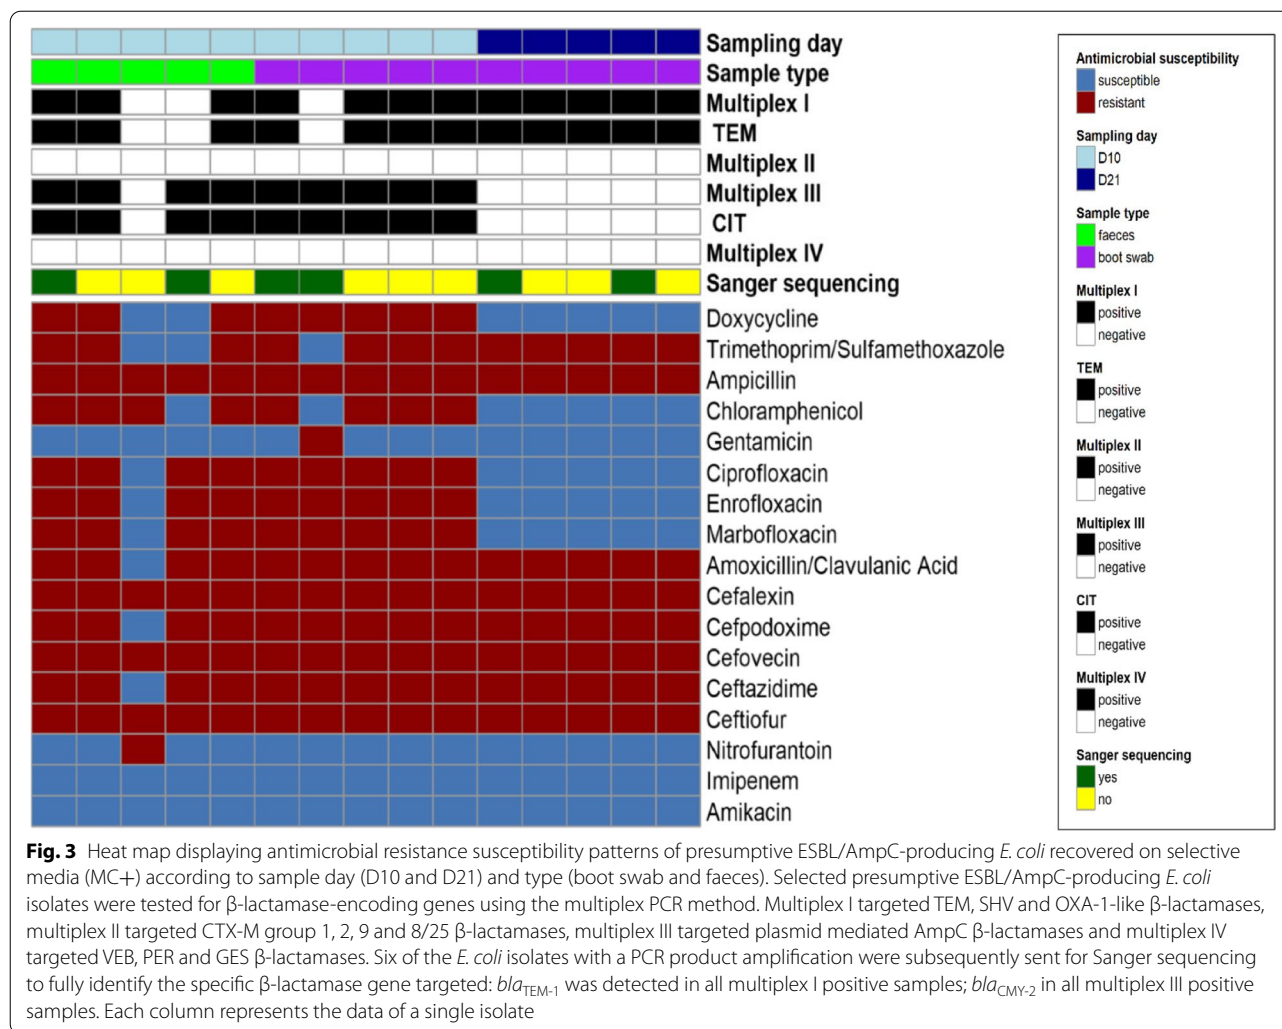 Sampling day
Sample type
Multiplex I
TEM
Multiplex II
Multiplex III
CIT
Multiplex IV
Sanger sequencing
Doxycycline
Trimethoprim/Sulfamethoxazole
Ampicillin
Chloramphenicol
Gentamicin
Ciprofloxacin
Enrofloxacin
Marbofloxacin
Amoxicillin/Clavulanic Acid
Cefalexin
Cefpodoxime
Cefovecin
Ceftazidime
Ceftiofur
Nitrofurantoin
Imipenem
Amikacin
Antimicrobial susceptibility
susceptible
resistant
Sampling day
D10
D21
Sample type
faeces
boot swab
Multiplex I
positive
negative
TEM
positive
negative
Multiplex II
positive
negative
Multiplex III
positive
negative
CIT
positive
negative
Multiplex IV
positive
negative
Sanger sequencing
yes
no
Fig. 3 Heat map displaying antimicrobial resistance susceptibility patterns of presumptive ESBL/AmpC-producing E. coli recovered on selective
media (MC+) according to sample day (D10 and D21) and type (boot swab and faeces). Selected presumptive ESBL/AmpC-producing E. coli
isolates were tested for β-lactamase-encoding genes using the multiplex PCR method. Multiplex I targeted TEM, SHV and OXA-1-like β-lactamases,
multiplex II targeted CTX-M group 1, 2, 9 and 8/25 β-lactamases, multiplex III targeted plasmid mediated AmpC β-lactamases and multiplex IV
targeted VEB, PER and GES β-lactamases. Six of the E. coli isolates with a PCR product amplification were subsequently sent for Sanger sequencing
to fully identify the specific β-lactamase gene targeted: blaTEM-1 was detected in all multiplex I positive samples; blaCMY-2 in all multiplex III positive
samples. Each column represents the data of a single isolate